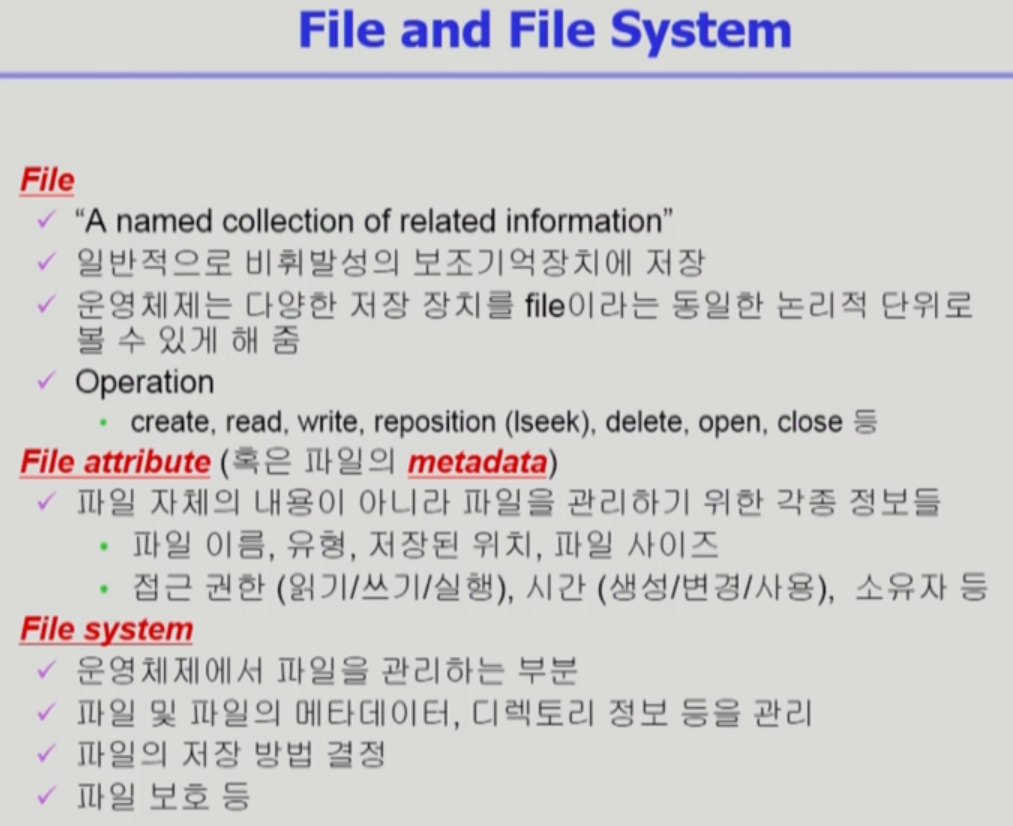 File and File System
File
✓ “A named collection of related information”
✓ 일반적으로 비휘발성의 보조기억장치에 저장
✓ 운영체제는 다양한 저장 장치를 file이라는 동일한 논리적 단위로
볼 수 있게 해 줌
✓ Operation
• create, read, write, reposition (lseek), delete, open, close 등
File attribute (혹은 파일의 metadata)
✓ 파일 자체의 내용이 아니라 파일을 관리하기 위한 각종 정보들
• 파일 이름, 유형, 저장된 위치, 파일 사이즈
• 접근 권한 (읽기/쓰기/실행), 시간 (생성/변경/사용), 소유자 등
File system
✓ 운영체제에서 파일을 관리하는 부분
✓ 파일 및 파일의 메타데이터, 디렉토리 정보 등을 관리
✓ 파일의 저장 방법 결정
✓ 파일 보호 등